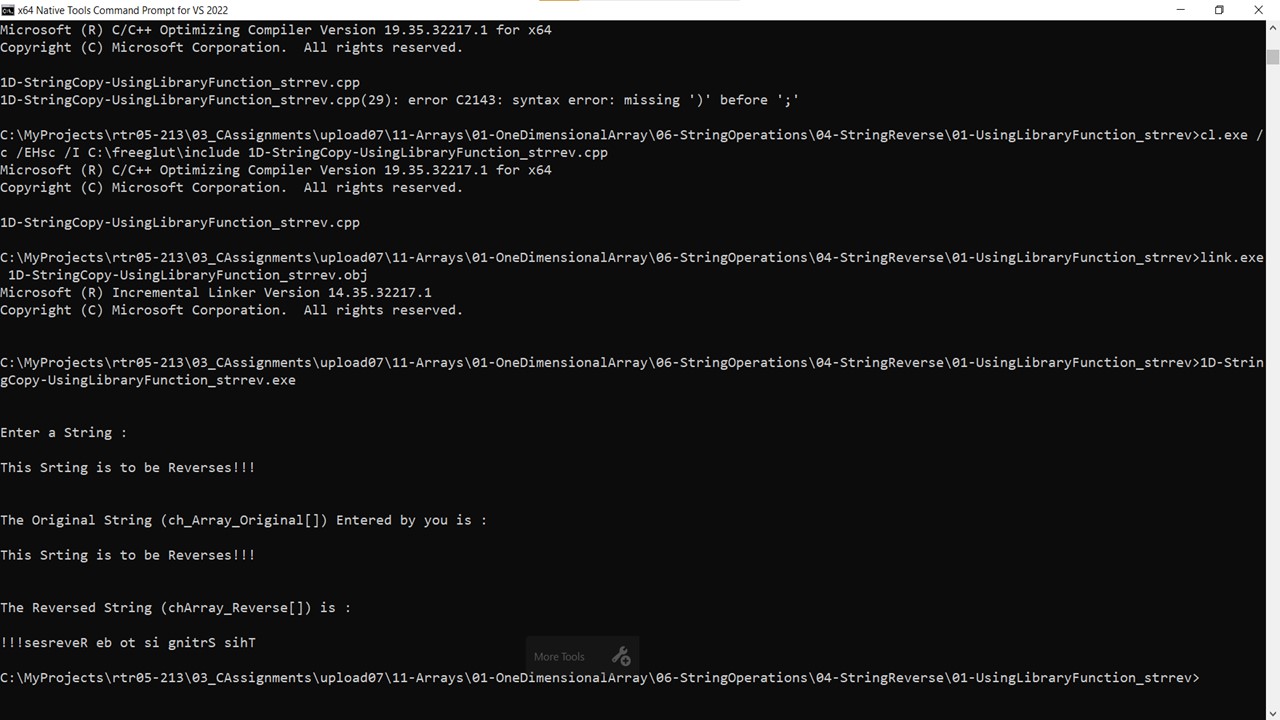 x64 Native Tools Command Prompt for VS 2022
Microsoft (R) C/C++ Optimizing Compiler Version 19.35.32217.1 for x64
Copyright (C) Microsoft Corporation.  All rights reserved.
1D-StringCopy-UsingLibraryFunction_strrev.cpp
1D-StringCopy-UsingLibraryFunction_strrev.cpp(29): error C2143: syntax error: missing ')' before ';'
C:\MyProjects\rtr05-213\03_CAssignments\upload07\11-Arrays\01-OneDimensionalArray\06-StringOperations\04-StringReverse\01-UsingLibraryFunction_strrev>cl.exe /
c /EHsc /I C:\freeglut\include 1D-StringCopy-UsingLibraryFunction_strrev.cpp
Microsoft (R) C/C++ Optimizing Compiler Version 19.35.32217.1 for x64
Copyright (C) Microsoft Corporation.  All rights reserved.
1D-StringCopy-UsingLibraryFunction_strrev.cpp
C:\MyProjects\rtr05-213\03_CAssignments\upload07\11-Arrays\01-OneDimensionalArray\06-StringOperations\04-StringReverse\01-UsingLibraryFunction_strrev>link.exe
 1D-StringCopy-UsingLibraryFunction_strrev.obj
Microsoft (R) Incremental Linker Version 14.35.32217.1
Copyright (C) Microsoft Corporation.  All rights reserved.
C:\MyProjects\rtr05-213\03_CAssignments\upload07\11-Arrays\01-OneDimensionalArray\06-StringOperations\04-StringReverse\01-UsingLibraryFunction_strrev>1D-Strin
gCopy-UsingLibraryFunction_strrev.exe
Enter a String :
This Srting is to be Reverses!!!
The Original String (ch_Array_Original[]) Entered by you is :
This Srting is to be Reverses!!!
The Reversed String (chArray_Reverse[]) is :
!!!sesreveR eb ot si gnitrS sihT
More Tools
C:\MyProjects\rtr05-213\03_CAssignments\upload07\11-Arrays\01-OneDimensionalArray\06-StringOperations\04-StringReverse\01-UsingLibraryFunction_strrev>